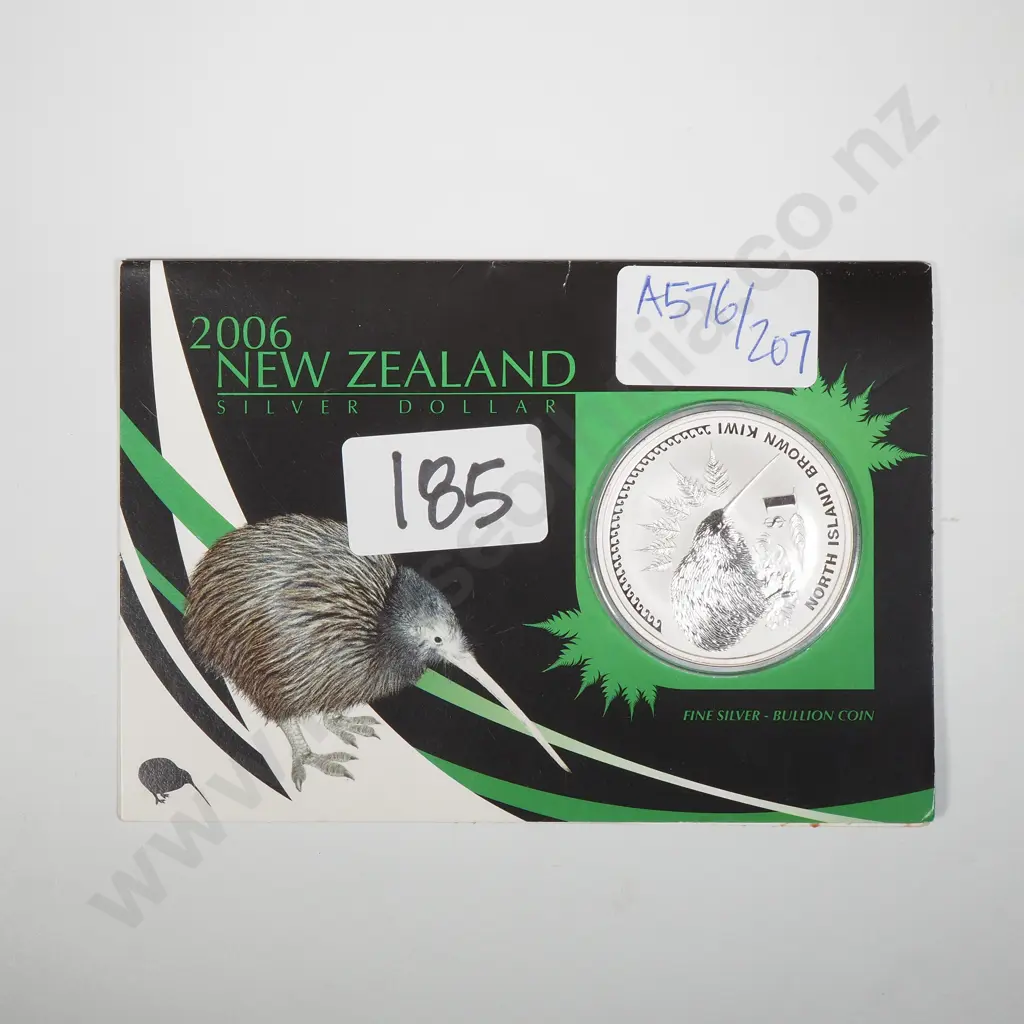 2006
NEW ZEALAND
SILVER DOLLAR
A576/207
185
NORTH ISLAND BROWN KIWI
1
$
FINE SILVER - BULLION COIN